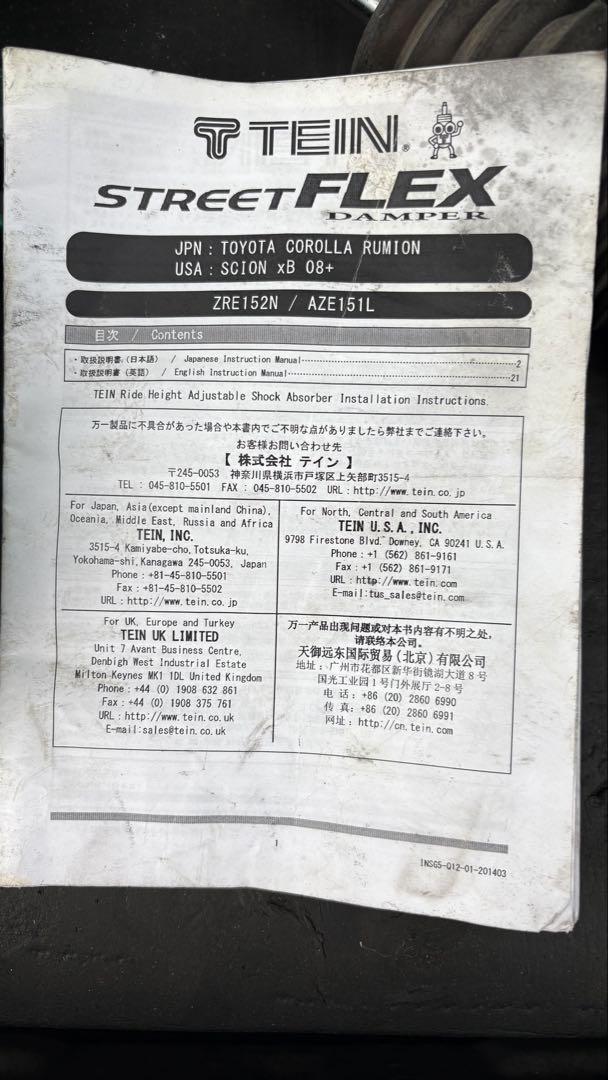 TEIN®
STREET FLEX
DAMPER
JPN : TOYOTA COROLLA RUMION
USA : SCION xB 08+
ZRE152N / AZE151L
目次 / Contents
・取扱説明書（日本語） / Japanese Instruction Manual 2
・取扱説明書（英語） / English Instruction Manual 21
TEIN Ride Height Adjustable Shock Absorber Installation Instructions.
万一製品に不具合があった場合や本書内でご不明な点がありましたら弊社までご連絡下さい。
お客様お問い合わせ先
【 株式会社 テイン 】
〒245-0053 神奈川県横浜市戸塚区上矢部町3515-4
TEL : 045-810-5501 FAX : 045-810-5502 URL : http://www.tein.co.jp
For Japan, Asia(except mainland China),
Oceania, Middle East, Russia and Africa
TEIN, INC.
3515-4 Kamiyabe-cho, Totsuka-ku,
Yokohama-shi, Kanagawa 245-0053, Japan
Phone : +81-45-810-5501
Fax : +81-45-810-5502
URL : http://www.tein.co.jp
For North, Central and South America
TEIN U.S.A., INC.
9798 Firestone Blvd. Downey, CA 90241 U.S.A.
Phone : +1 (562) 861-9161
Fax : +1 (562) 861-9171
URL : http://www.tein.com
E-mail:tus_sales@tein.com
For UK, Europe and Turkey
TEIN UK LIMITED
Unit 7 Avant Business Centre,
Denbigh West Industrial Estate
Milton Keynes MK1 1DL United Kingdom
Phone : +44 (0) 1908 632 861
Fax : +44 (0) 1908 375 761
URL : http://www.tein.co.uk
E-mail:sales@tein.co.uk
万一产品出现问题或对本书内容有不明之处，
请联络本公司。
天御远东国际贸易(北京)有限公司
地址：广州市花都区新华街镜湖大道8号
国光工业园1号门外展厅2-8号
电 话：+86 (20) 2860 6990
传 真：+86 (20) 2860 6991
网址：http://cn.tein.com
1
INSG5-Q12-01-201403